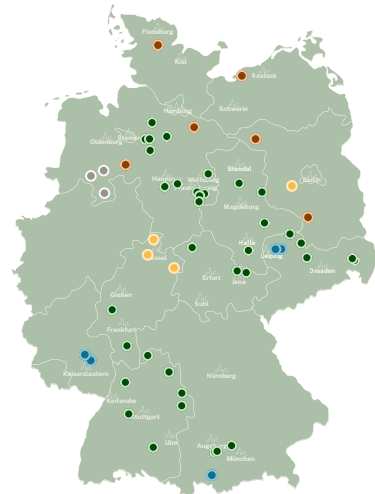 Flensburg
Kiel
Rostock
Schwerin
Hamburg
Oldenburg
Bremen
Stendal
Berlin
Hannover
Wolfsburg
Magdeburg
Halle
Leipzig
Kassel
Dresden
Erfurt
Jena
Suhl
Gießen
Frankfurt
Kaiserslautern
Nürnberg
Karlsruhe
Stuttgart
Ulm
Augsburg
München